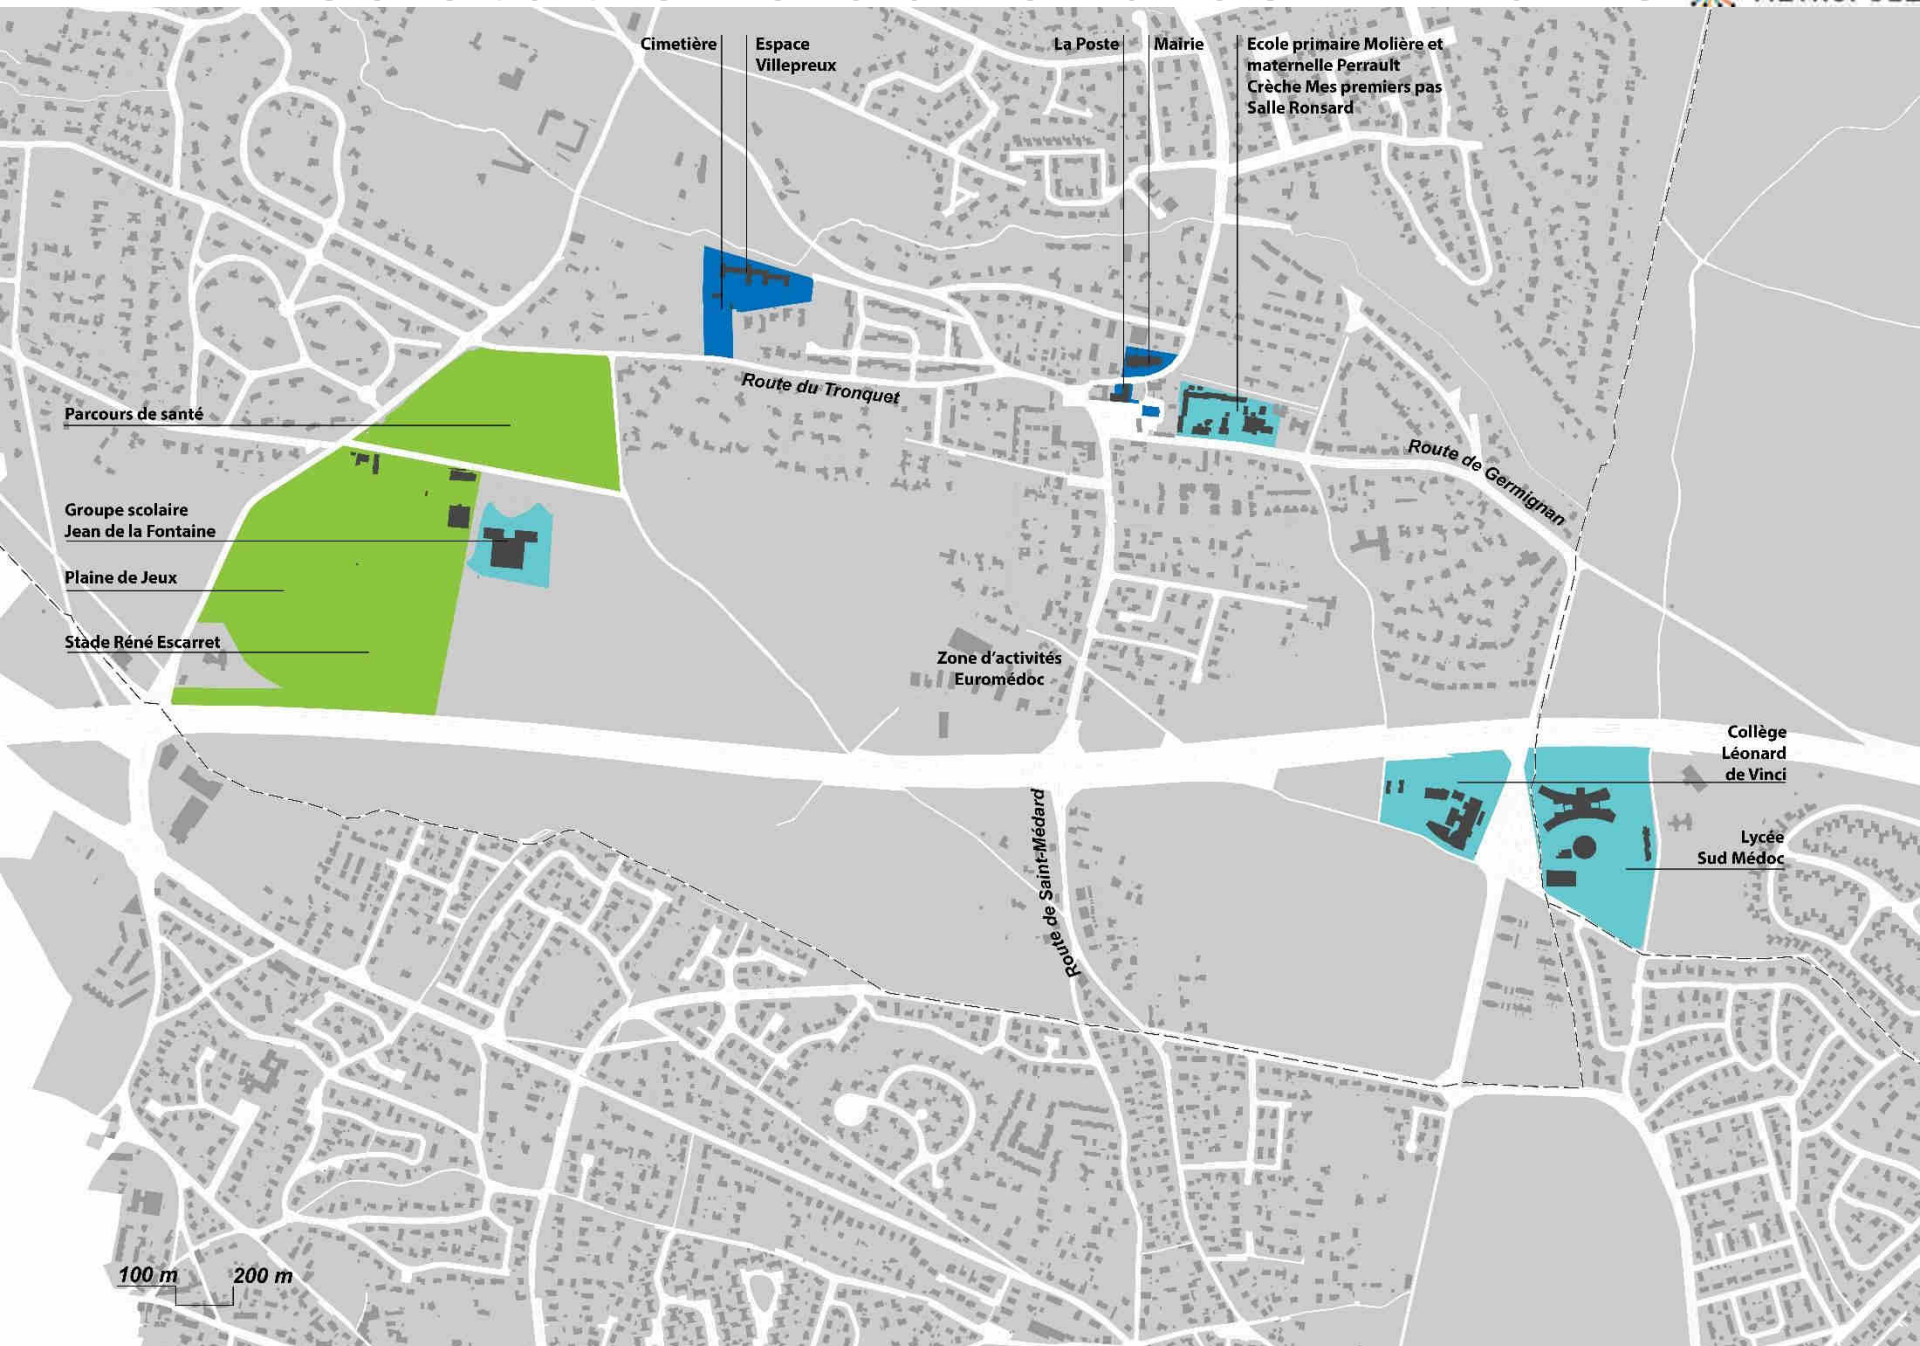 Cimetière
Espace
Villepreux
La Poste
Mairie
Ecole primaire Molière et
maternelle Perrault
Crèche Mes premiers pas
Salle Ronsard
Route du Tronquet
Parcours de santé
Route de Germignan
Groupe scolaire
Jean de la Fontaine
Plaine de Jeux
Stade Réné Escarret
Zone d'activités
Euromédoc
Collège
Léonard
de Vinci
Route de Saint-Médard
Lycée
Sud Médoc
100 m
200 m